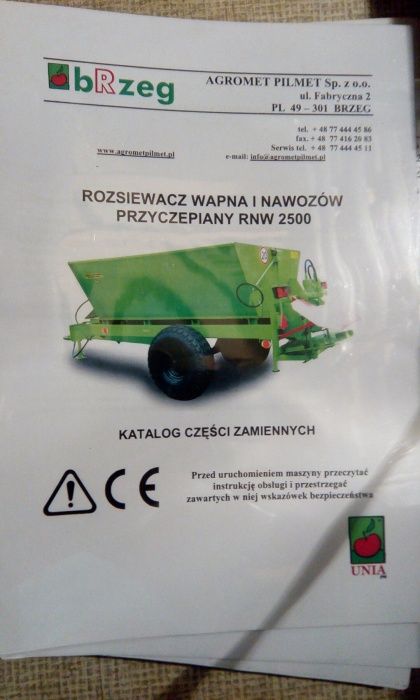 bRzeg
AGROMET PILMET Sp. z o.o.
ul. Fabryczna 2
PL 49 – 301 BRZEG
tel. + 48 77 444 45 86
fax. + 48 77 416 20 83
www.agrometpilmet.pl
Serwis tel. + 48 77 444 45 11
e-mail: info@agrometpilmet.pl
ROZSIEWACZ WAPNA I NAWOZÓW
PRZYCZEPIANY RNW 2500
KATALOG CZĘŚCI ZAMIENNYCH
CE
Przed uruchomieniem maszyny przeczytać
instrukcję obsługi i przestrzegać
zawartych w niej wskazówek bezpieczeństwa
UNIA